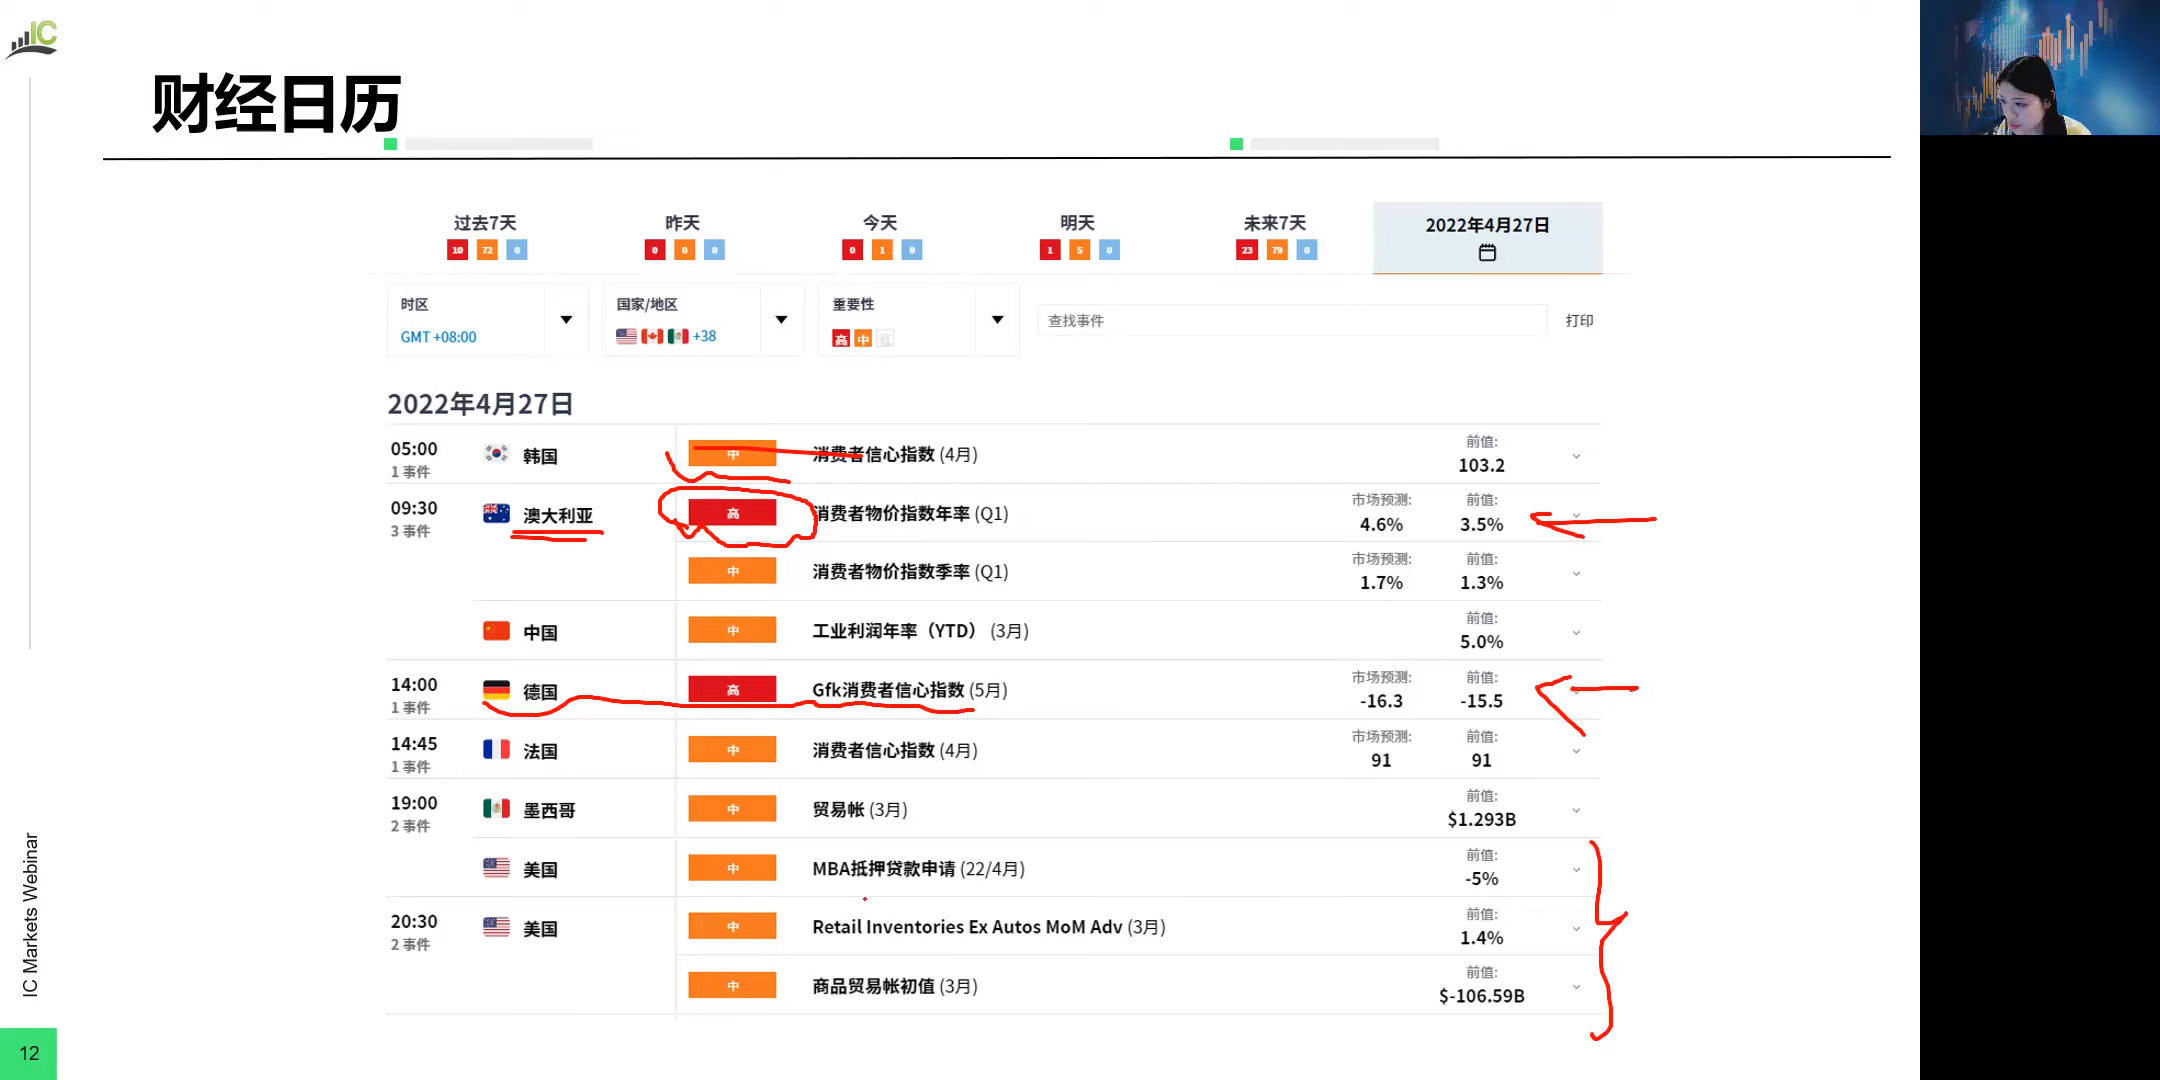 IC
财经日历
过去7天
10 72 0
昨天
0 0 0
今天
0 1 0
明天
1 5 0
未来7天
23 79 0
2022年4月27日
时区
GMT +08:00
国家/地区
+38
重要性
高 中 低
查找事件
打印
2022年4月27日
05:00 韩国 中 消费者信心指数 (4月) 前值:
1 事件 103.2
09:30 澳大利亚 高 消费者物价指数年率 (Q1) 市场预测: 前值:
3 事件 4.6% 3.5%
中 消费者物价指数季率 (Q1) 市场预测: 前值:
1.7% 1.3%
中国 中 工业利润年率（YTD） (3月) 前值:
5.0%
14:00 德国 高 Gfk消费者信心指数 (5月) 市场预测: 前值:
1 事件 -16.3 -15.5
14:45 法国 中 消费者信心指数 (4月) 市场预测: 前值:
1 事件 91 91
19:00 墨西哥 中 贸易帐 (3月) 前值:
2 事件 $1.293B
美国 中 MBA抵押贷款申请 (22/4月) 前值:
-5%
20:30 美国 中 Retail Inventories Ex Autos MoM Adv (3月) 前值:
2 事件 1.4%
中 商品贸易帐初值 (3月) 前值:
$-106.59B
IC Markets Webinar
12